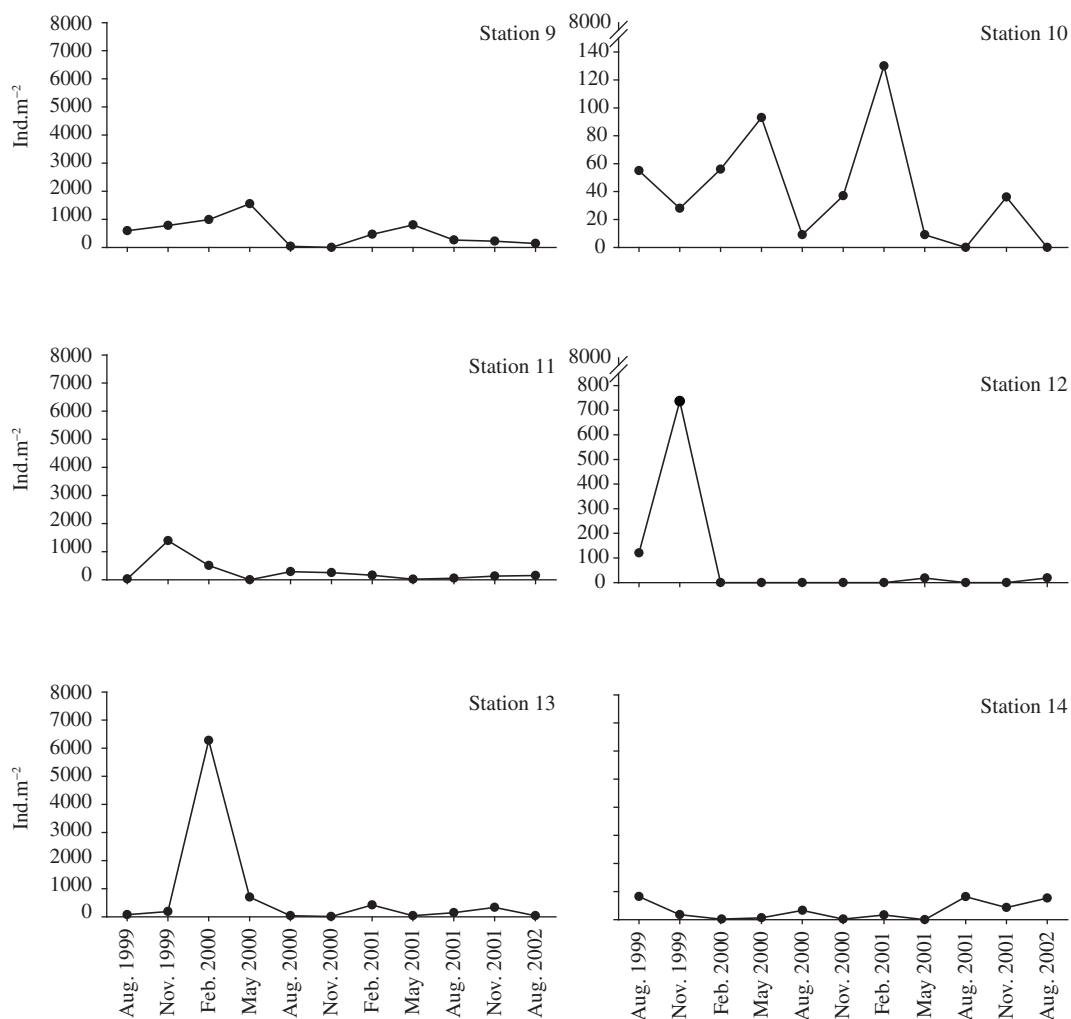 Station 9
8000
7000
6000
5000
4000
3000
2000
1000
0
Ind.m⁻²
Station 10
8000
140
120
100
80
60
40
20
0
Station 11
8000
7000
6000
5000
4000
3000
2000
1000
0
Ind.m⁻²
Station 12
8000
800
700
600
500
400
300
200
100
0
Station 13
8000
7000
6000
5000
4000
3000
2000
1000
0
Ind.m⁻²
Aug. 1999
Nov. 1999
Feb. 2000
May 2000
Aug. 2000
Nov. 2000
Feb. 2001
May 2001
Aug. 2001
Nov. 2001
Aug. 2002
Station 14
Aug. 1999
Nov. 1999
Feb. 2000
May 2000
Aug. 2000
Nov. 2000
Feb. 2001
May 2001
Aug. 2001
Nov. 2001
Aug. 2002